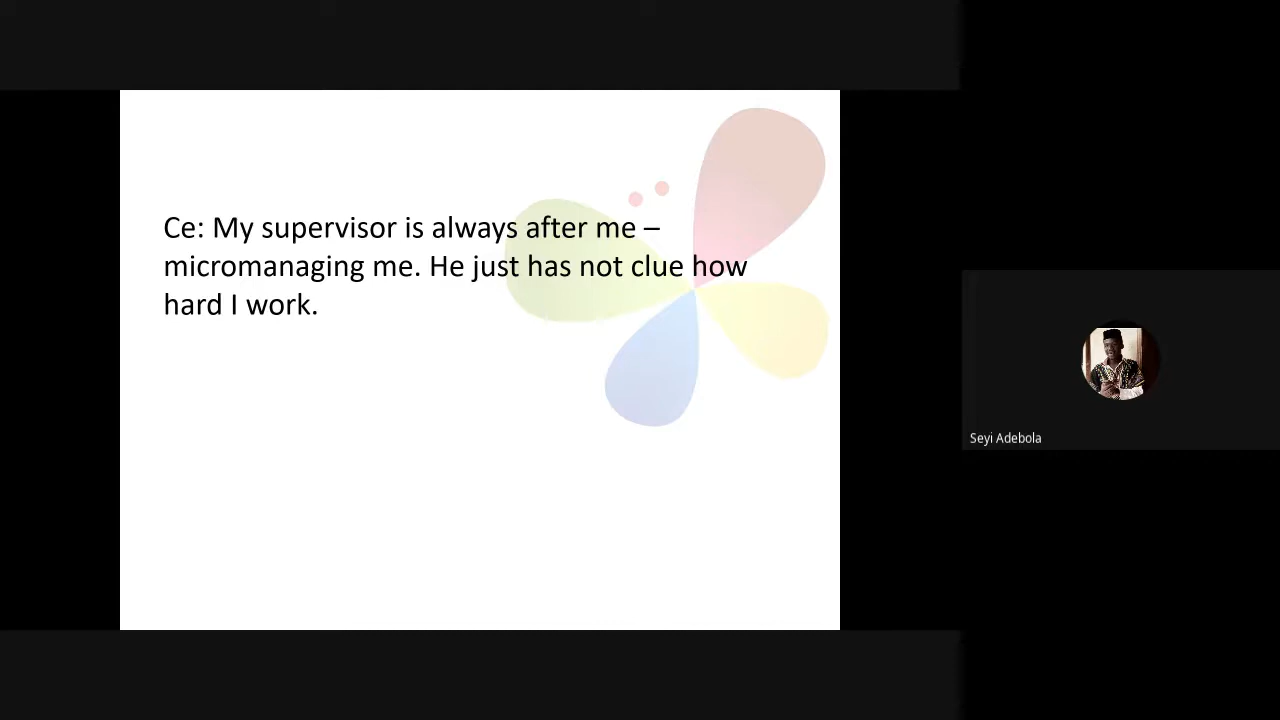 Ce: My supervisor is always after me –
micromanaging me. He just has not clue how
hard I work.
Seyi Adebola